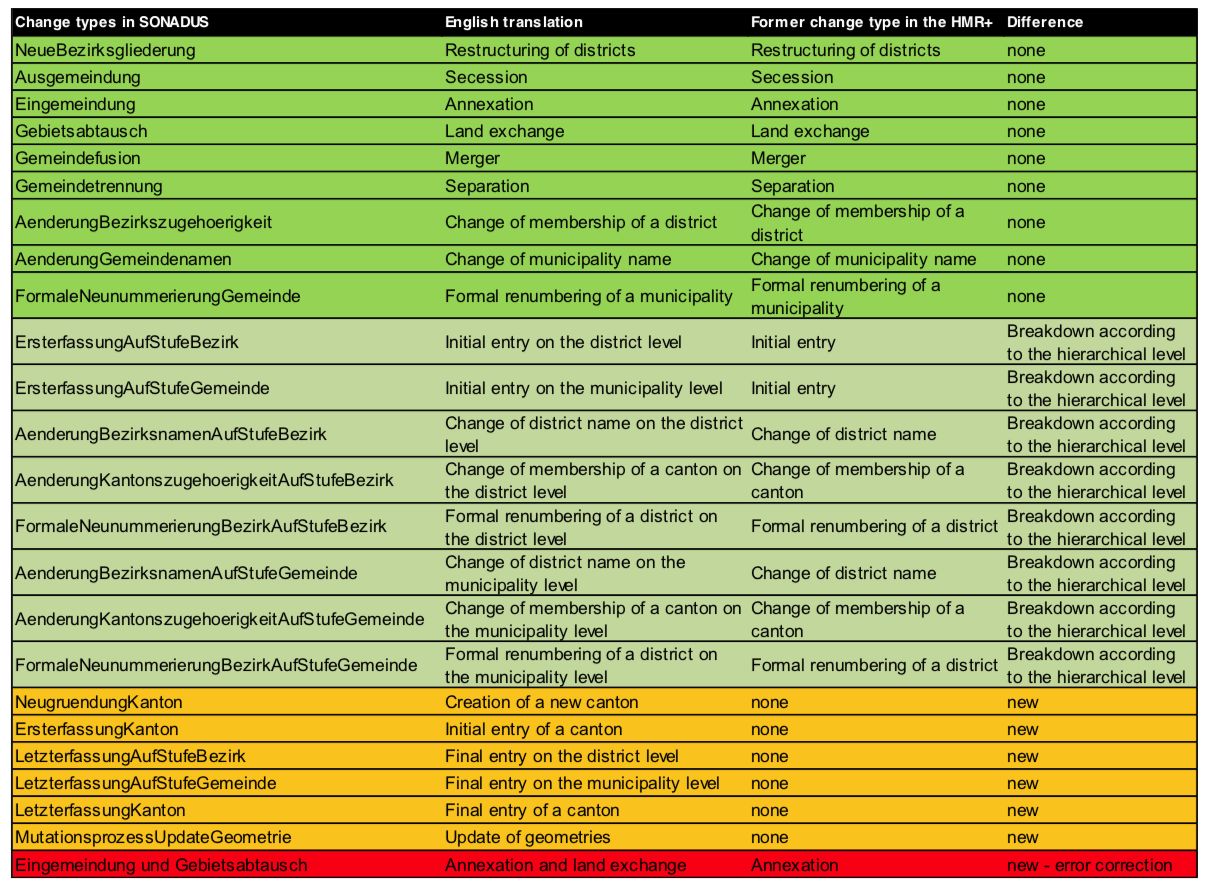 Change types in SONADUS English translation Former change type in the HMR+ Difference
NeueBezirksgliederung Restructuring of districts Restructuring of districts none
Ausgemeindung Secession Secession none
Eingemeindung Annexation Annexation none
Gebietsabtausch Land exchange Land exchange none
Gemeindefusion Merger Merger none
Gemeindetrennung Separation Separation none
AenderungBezirkszugehoerigkeit Change of membership of a district Change of membership of a
district none
AenderungGemeindenamen Change of municipality name Change of municipality name none
FormaleNeunummerierungGemeinde Formal renumbering of a municipality Formal renumbering of a
municipality none
ErsterfassungAufStufeBezirk Initial entry on the district level Initial entry Breakdown according
to the hierarchical level
ErsterfassungAufStufeGemeinde Initial entry on the municipality level Initial entry Breakdown according
to the hierarchical level
AenderungBezirksnamenAufStufeBezirk Change of district name on the district
level Change of district name Breakdown according
to the hierarchical level
AenderungKantonszugehoerigkeitAufStufeBezirk Change of membership of a canton on
the district level Change of membership of a
canton Breakdown according
to the hierarchical level
FormaleNeunummerierungBezirkAufStufeBezirk Formal renumbering of a district on
the district level Formal renumbering of a district Breakdown according
to the hierarchical level
AenderungBezirksnamenAufStufeGemeinde Change of district name on the
municipality level Change of district name Breakdown according
to the hierarchical level
AenderungKantonszugehoerigkeitAufStufeGemeinde Change of membership of a canton on
the municipality level Change of membership of a
canton Breakdown according
to the hierarchical level
FormaleNeunummerierungBezirkAufStufeGemeinde Formal renumbering of a district on
the municipality level Formal renumbering of a district Breakdown according
to the hierarchical level
NeugruendungKanton Creation of a new canton none new
ErsterfassungKanton Initial entry of a canton none new
LetzterfassungAufStufeBezirk Final entry on the district level none new
LetzterfassungAufStufeGemeinde Final entry on the municipality level none new
LetzterfassungKanton Final entry of a canton none new
MutationsprozessUpdateGeometrie Update of geometries none new
Eingemeindung und Gebietsabtausch Annexation and land exchange Annexation new - error correction